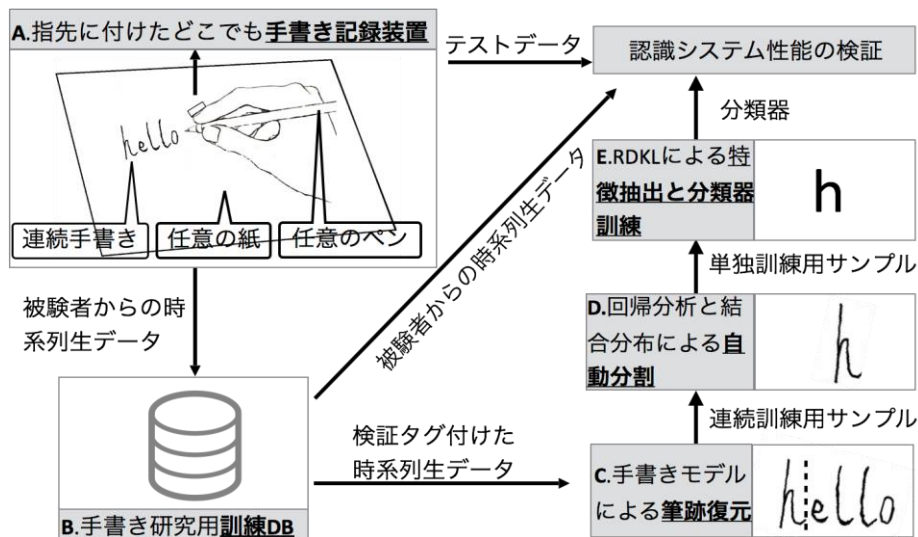 A.指先に付けたどこでも手書き記録装置
hello
連続手書き
任意の紙
任意のペン
テストデータ
認識システム性能の検証
分類器
E.RDKLによる特
徴抽出と分類器
訓練
h
単独訓練用サンプル
被験者からの時
系列生データ
被験者からの時系列生データ
D.回帰分析と結
合分布による自
動分割
h
連続訓練用サンプル
検証タグ付けた
時系列生データ
C.手書きモデル
による筆跡復元
hello
B.手書き研究用訓練DB